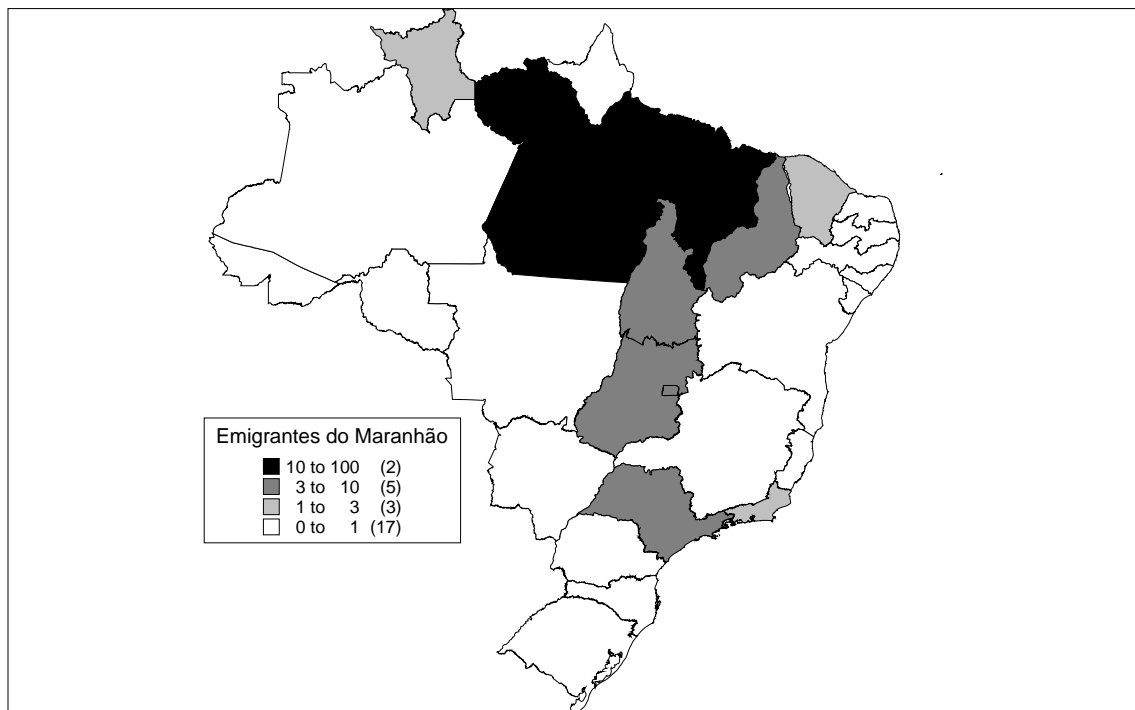 Emigrantes do Maranhão
10 to 100 (2)
3 to 10 (5)
1 to 3 (3)
0 to 1 (17)